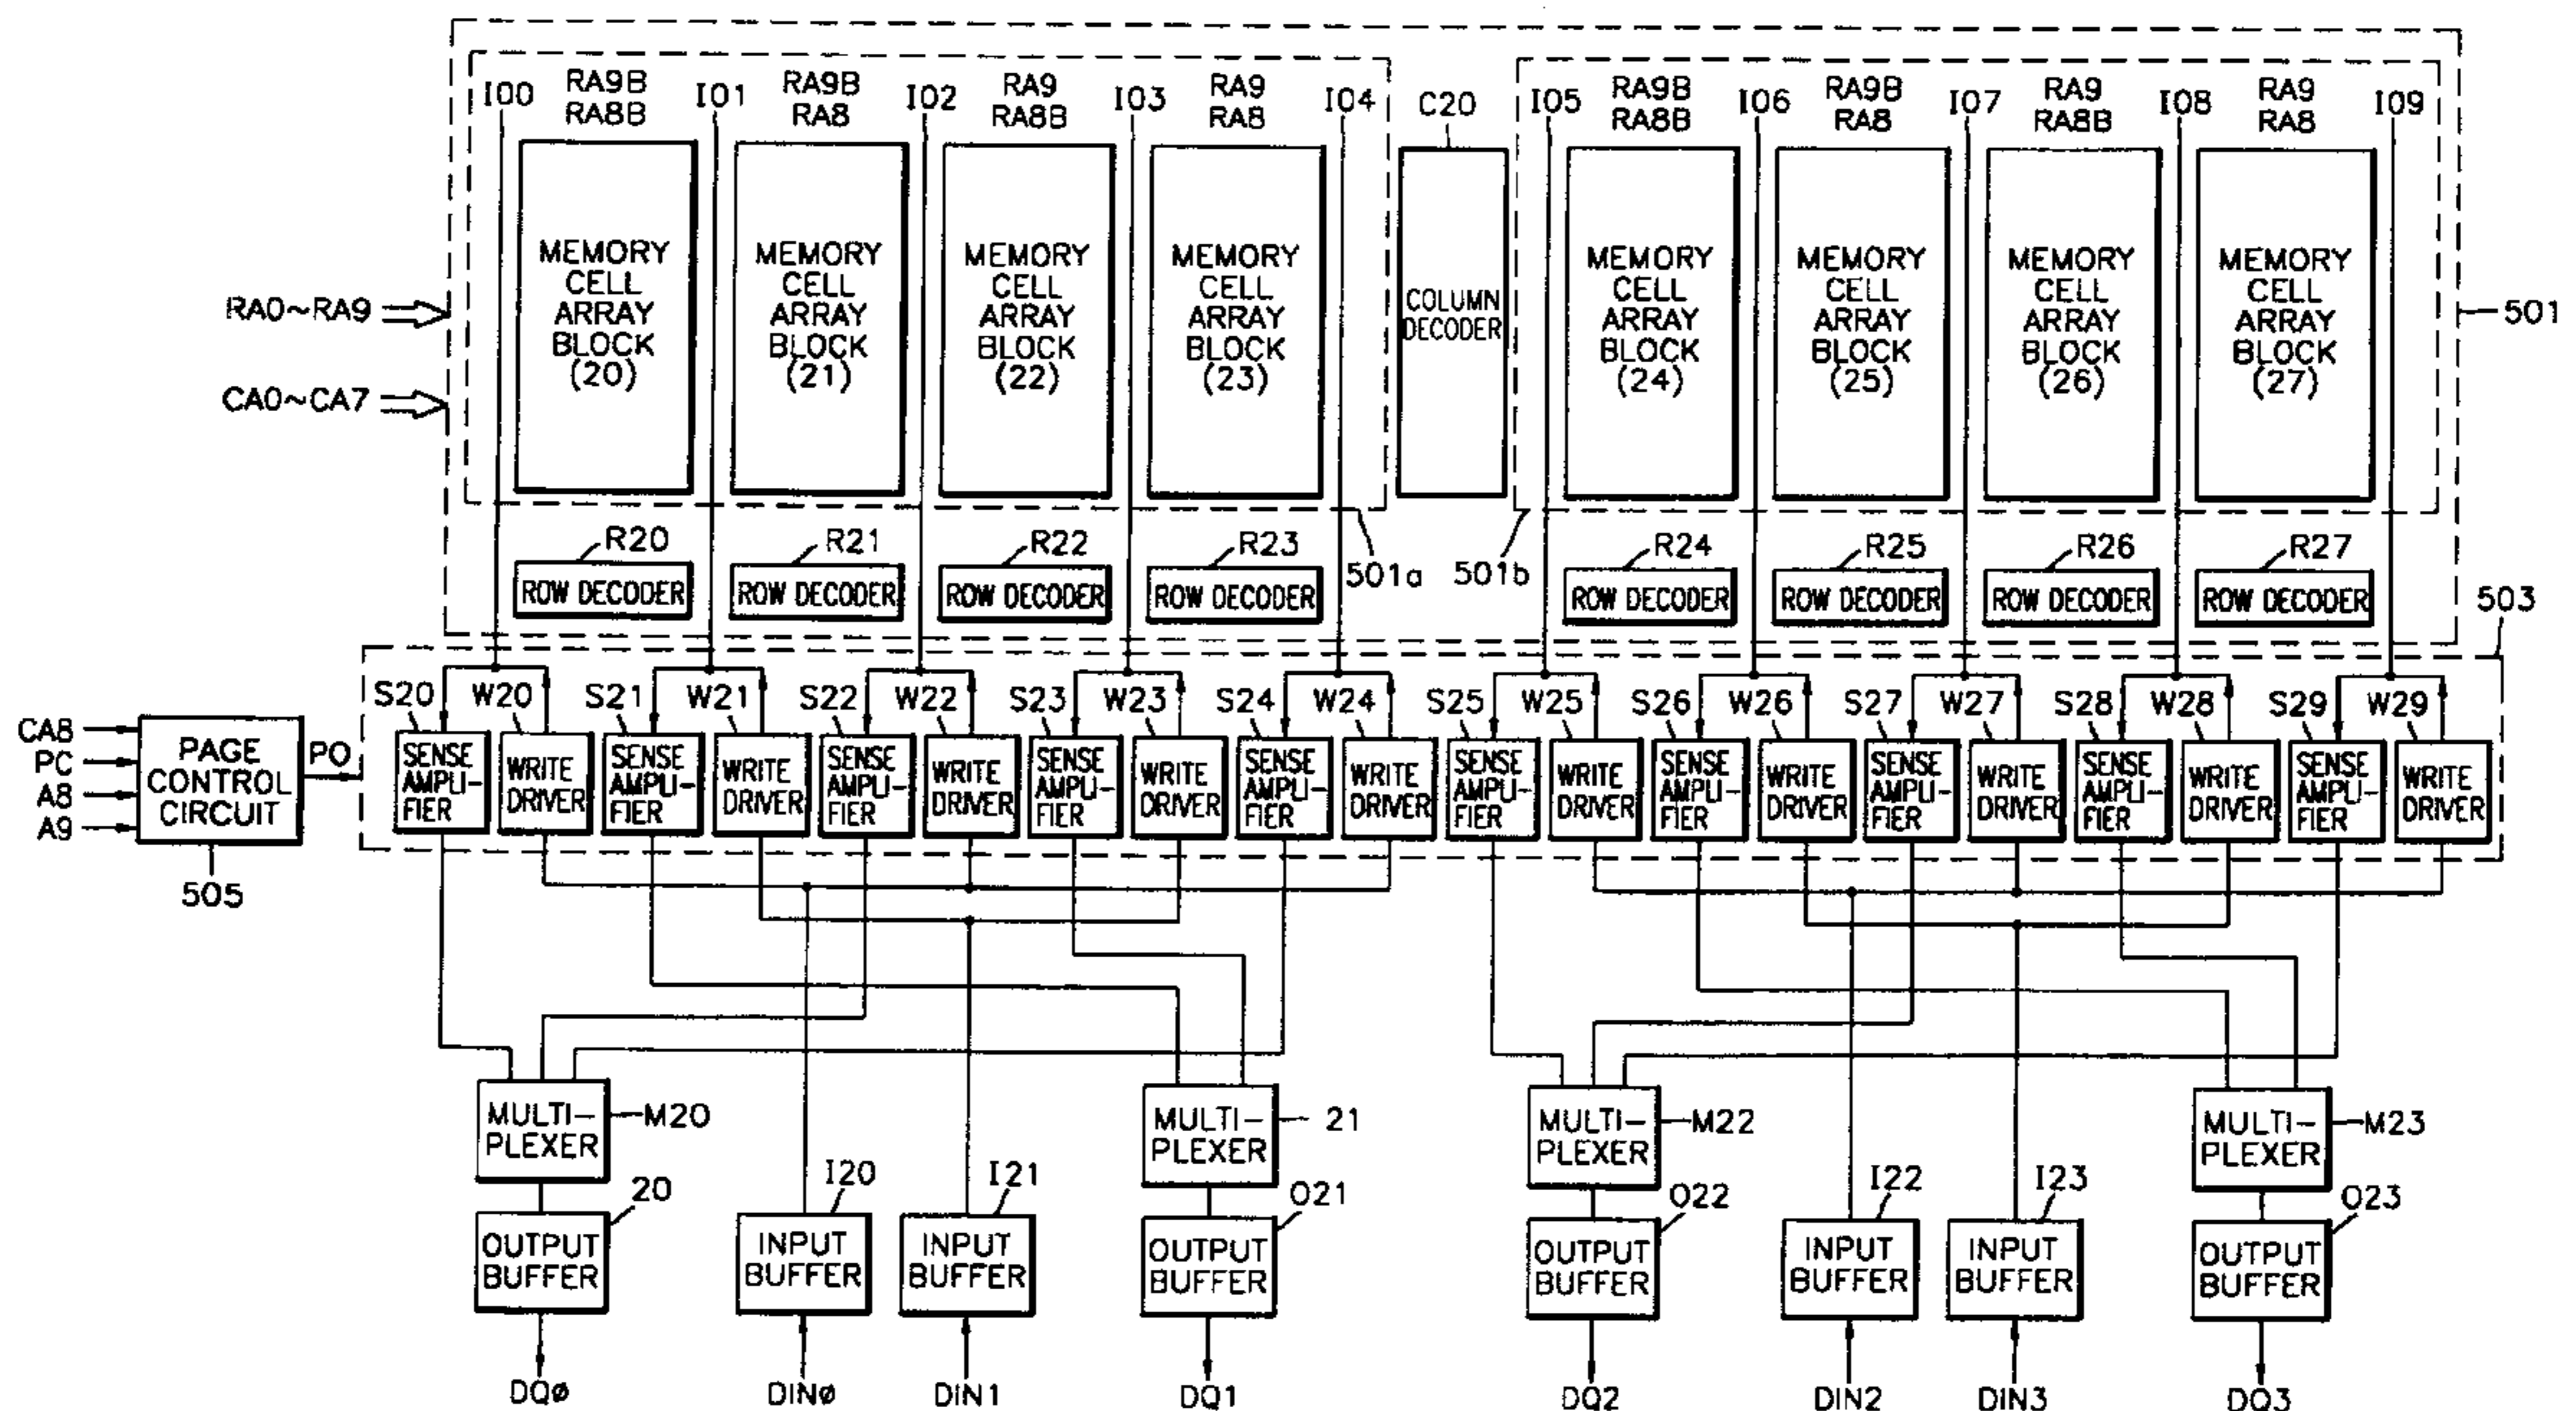 I00
RA9B
RA8B
I01
RA9B
RA8
I02
RA9
RA8B
I03
RA9
RA8
I04
C20
I05
RA9B
RA8B
I06
RA9B
RA8
I07
RA9
RA8B
I08
RA9
RA8
I09
MEMORY
CELL
ARRAY
BLOCK
(20)
MEMORY
CELL
ARRAY
BLOCK
(21)
MEMORY
CELL
ARRAY
BLOCK
(22)
MEMORY
CELL
ARRAY
BLOCK
(23)
COLUMN
DECODER
MEMORY
CELL
ARRAY
BLOCK
(24)
MEMORY
CELL
ARRAY
BLOCK
(25)
MEMORY
CELL
ARRAY
BLOCK
(26)
MEMORY
CELL
ARRAY
BLOCK
(27)
RA0~RA9
CA0~CA7
501
R20
R21
R22
R23
501a
501b
R24
R25
R26
R27
ROW DECODER
ROW DECODER
ROW DECODER
ROW DECODER
ROW DECODER
ROW DECODER
ROW DECODER
ROW DECODER
503
S20
W20
S21
W21
S22
W22
S23
W23
S24
W24
S25
W25
S26
W26
S27
W27
S28
W28
S29
W29
CA8
PC
A8
A9
PAGE
CONTROL
CIRCUIT
PO
505
SENSE
AMPLI-
FIER
WRITE
DRIVER
SENSE
AMPLI-
FIER
WRITE
DRIVER
SENSE
AMPLI-
FIER
WRITE
DRIVER
SENSE
AMPLI-
FIER
WRITE
DRIVER
SENSE
AMPLI-
FIER
WRITE
DRIVER
SENSE
AMPLI-
FIER
WRITE
DRIVER
SENSE
AMPLI-
FIER
WRITE
DRIVER
SENSE
AMPLI-
FIER
WRITE
DRIVER
SENSE
AMPLI-
FIER
WRITE
DRIVER
SENSE
AMPLI-
FIER
WRITE
DRIVER
MULTI-
PLEXER
M20
MULTI-
PLEXER
21
MULTI-
PLEXER
M22
MULTI-
PLEXER
M23
20
I20
I21
O21
O22
I22
I23
O23
OUTPUT
BUFFER
INPUT
BUFFER
INPUT
BUFFER
OUTPUT
BUFFER
OUTPUT
BUFFER
INPUT
BUFFER
INPUT
BUFFER
OUTPUT
BUFFER
DQø
DINø
DIN1
DQ1
DQ2
DIN2
DIN3
DQ3